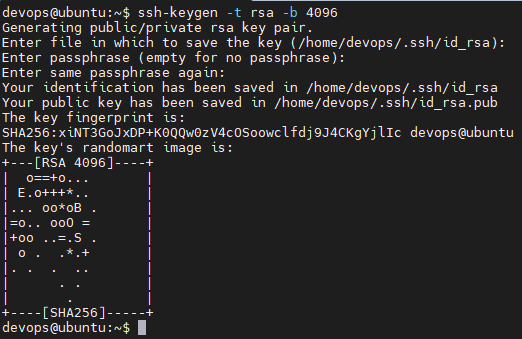 devops@ubuntu:~$ ssh-keygen -t rsa -b 4096
Generating public/private rsa key pair.
Enter file in which to save the key (/home/devops/.ssh/id_rsa):
Enter passphrase (empty for no passphrase):
Enter same passphrase again:
Your identification has been saved in /home/devops/.ssh/id_rsa
Your public key has been saved in /home/devops/.ssh/id_rsa.pub
The key fingerprint is:
SHA256:xiNT3GoJxDP+K0QQw0zV4cOSoowclfdj9J4CKgYjlIc devops@ubuntu
The key's randomart image is:
+---[RSA 4096]----+
|  o==+o...       |
| E.o+++*..       |
|... oo*oB .      |
|=o.. ooO =       |
|+oo ..=.S .      |
| o .  .*.+       |
|. .  .  ..       |
|      . .        |
|       .         |
+----[SHA256]-----+
devops@ubuntu:~$